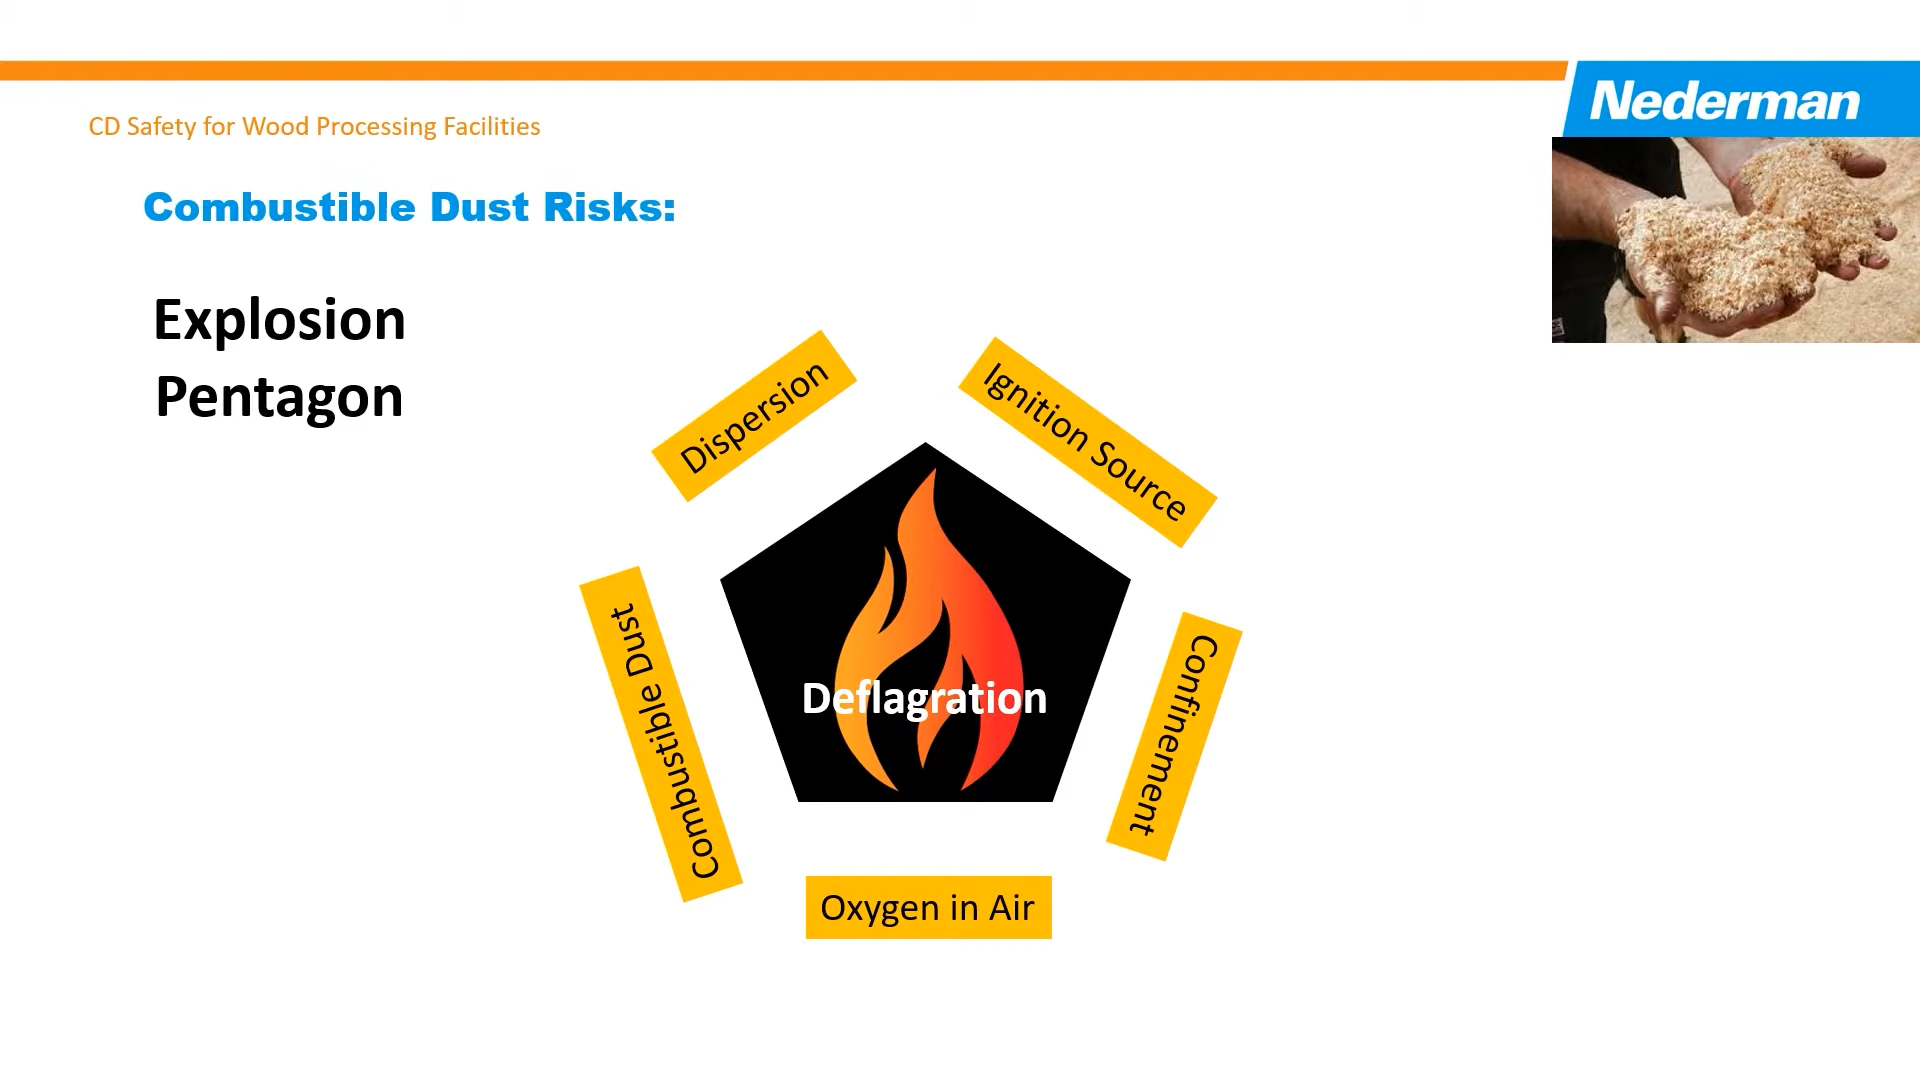 Nederman
CD Safety for Wood Processing Facilities
Combustible Dust Risks:
Explosion
Pentagon
Dispersion
Ignition Source
Combustible Dust
Deflagration
Confinement
Oxygen in Air